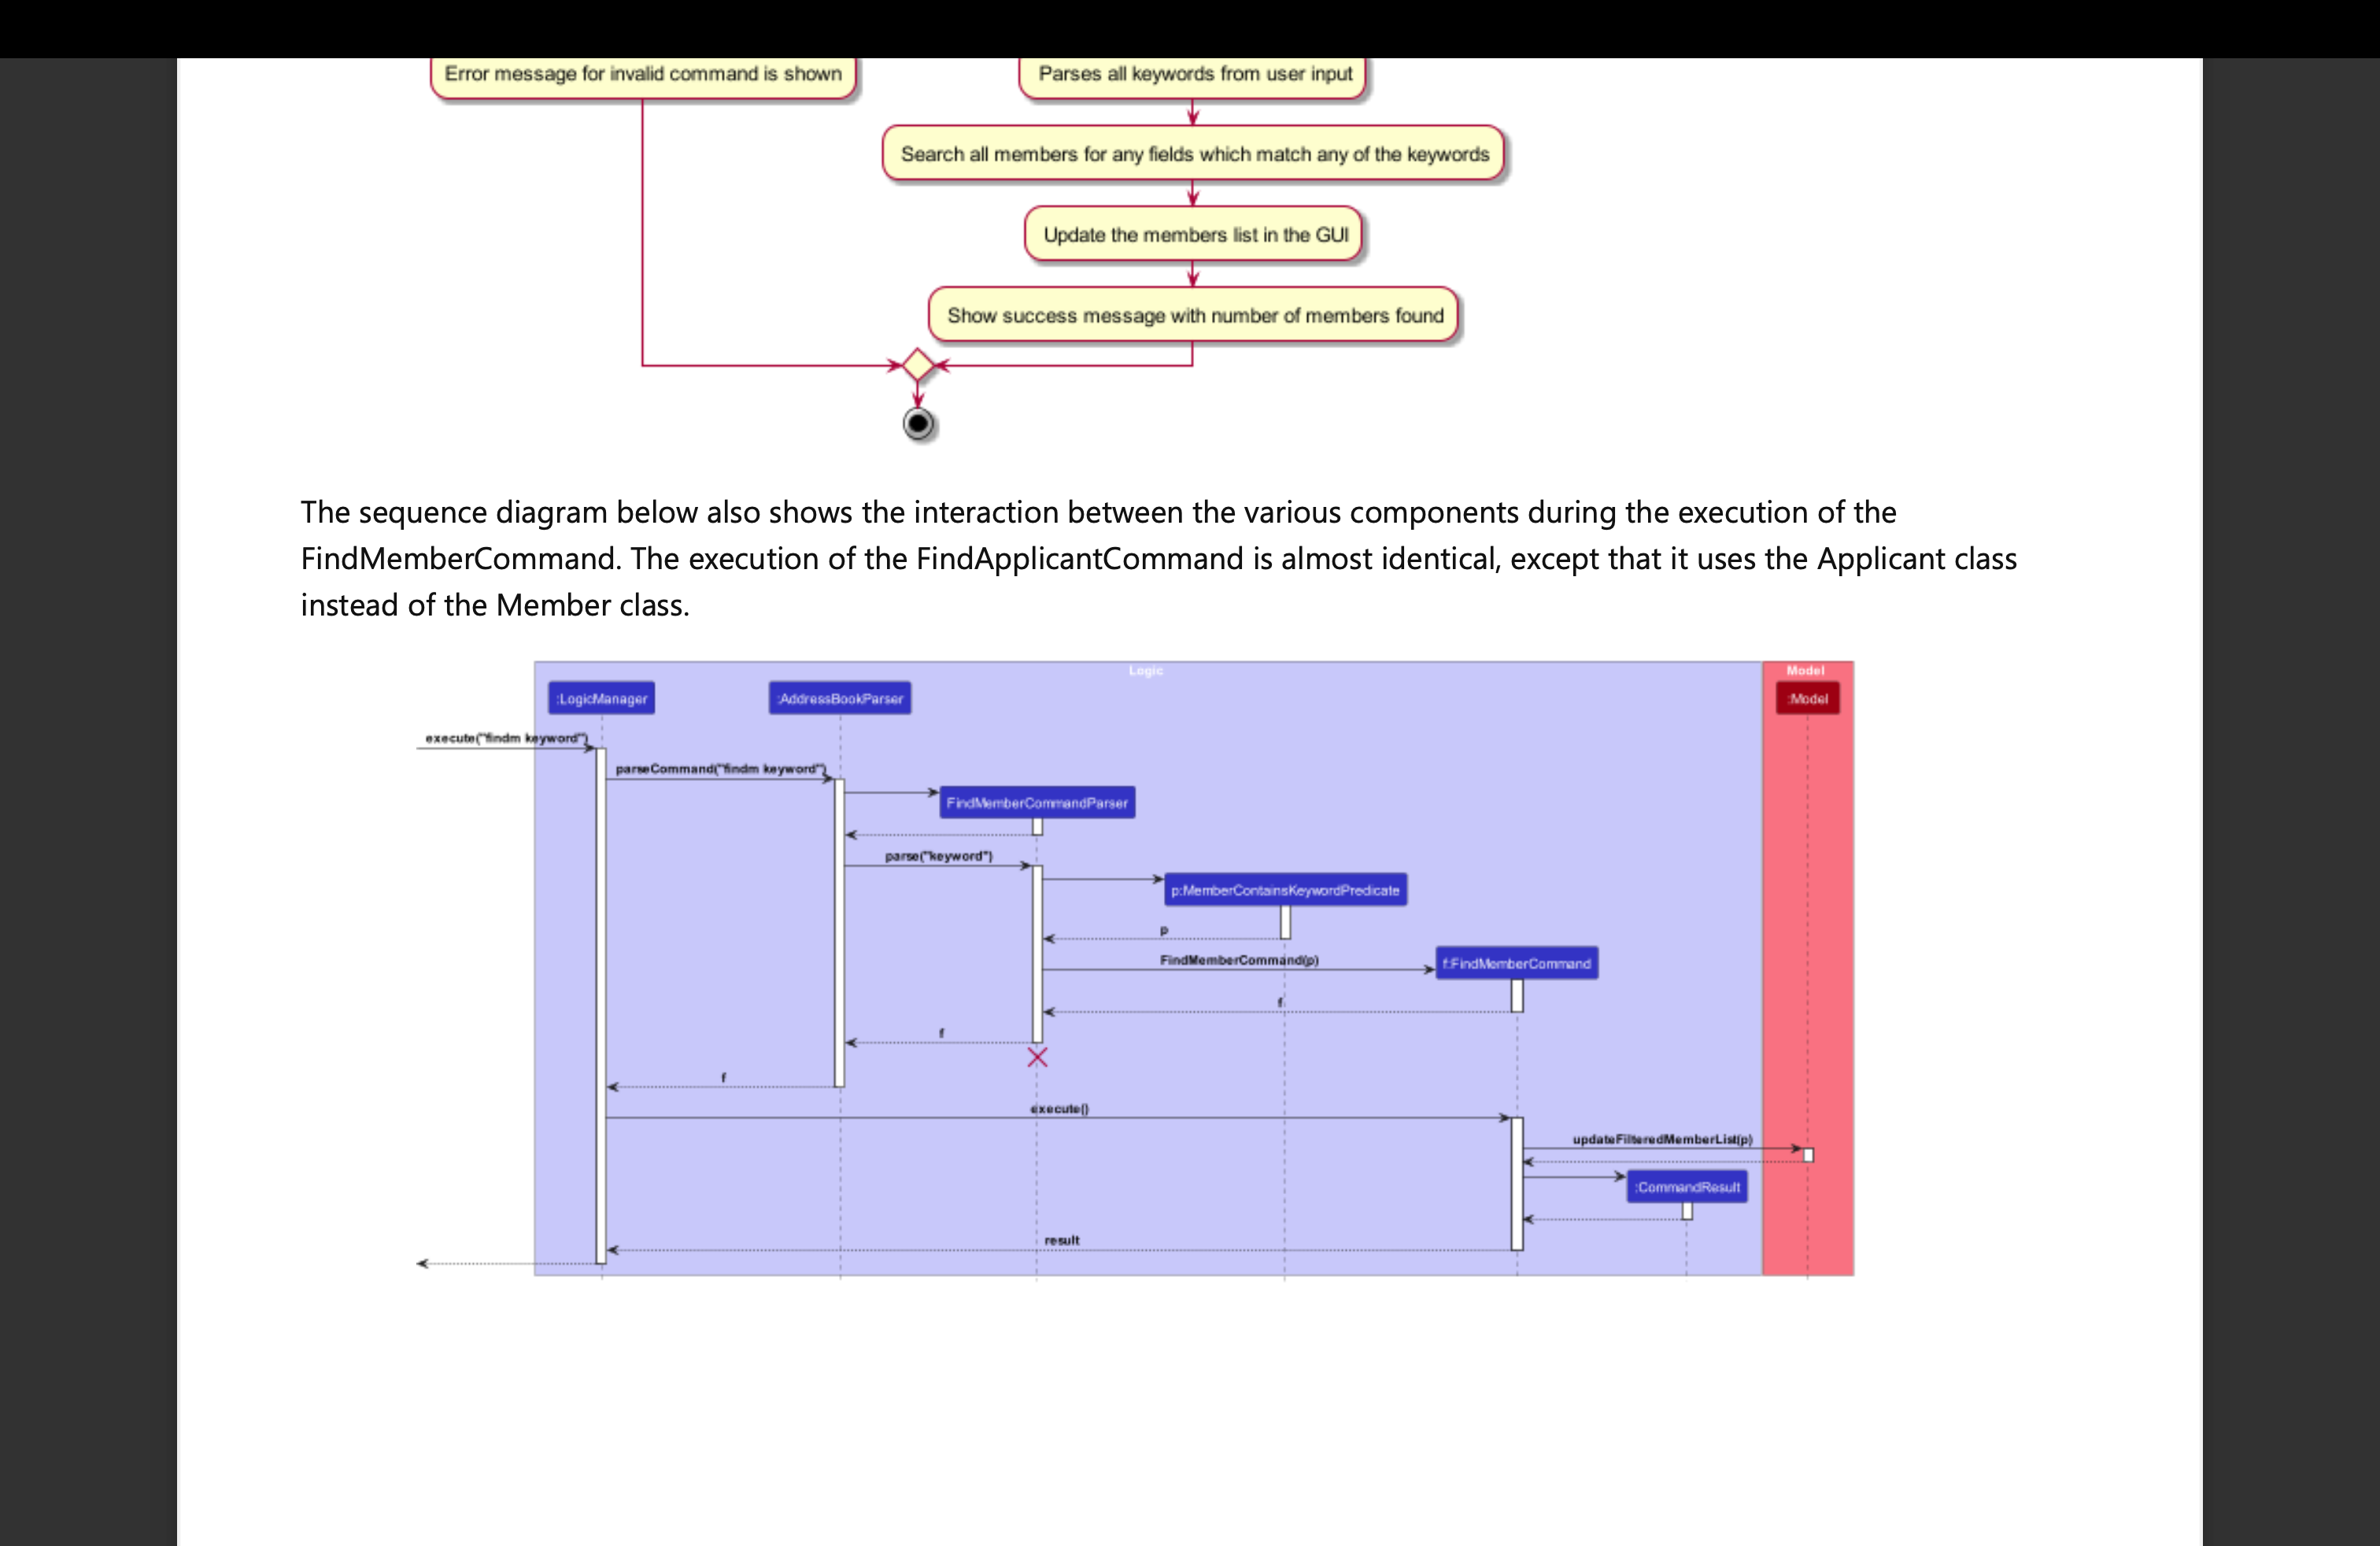 Error message for invalid command is shown
Parses all keywords from user input
Search all members for any fields which match any of the keywords
Update the members list in the GUI
Show success message with number of members found
The sequence diagram below also shows the interaction between the various components during the execution of the
FindMemberCommand. The execution of the FindApplicantCommand is almost identical, except that it uses the Applicant class
instead of the Member class.
Logic
Model
:LogicManager
:AddressBookParser
:Model
execute("findm keyword")
parseCommand("findm keyword")
FindMemberCommandParser
parse("keyword")
p:MemberContainsKeywordPredicate
p
FindMemberCommand(p)
f:FindMemberCommand
f
f
f
execute()
updateFilteredMemberList(p)
:CommandResult
result